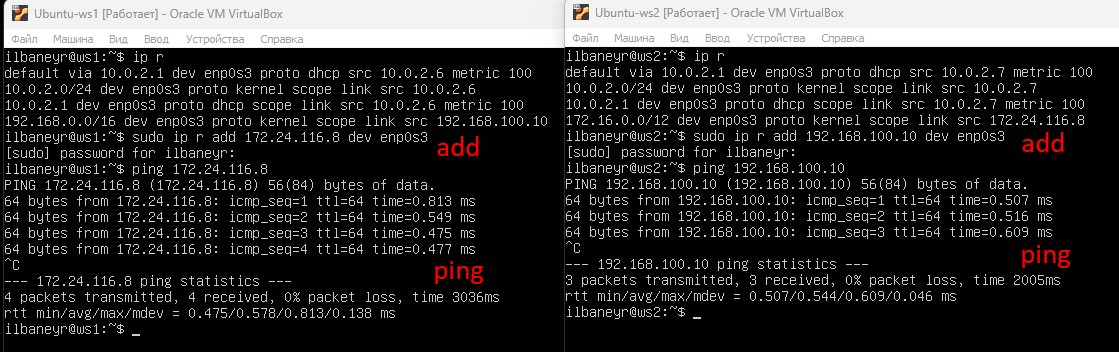 Ubuntu-ws1 [Работает] - Oracle VM VirtualBox
Файл Машина Вид Ввод Устройства Справка
ilbaneyr@ws1:~$ ip r
default via 10.0.2.1 dev enp0s3 proto dhcp src 10.0.2.6 metric 100
10.0.2.0/24 dev enp0s3 proto kernel scope link src 10.0.2.6
10.0.2.1 dev enp0s3 proto dhcp scope link src 10.0.2.6 metric 100
192.168.0.0/16 dev enp0s3 proto kernel scope link src 192.168.100.10
ilbaneyr@ws1:~$ sudo ip r add 172.24.116.8 dev enp0s3
add
[sudo] password for ilbaneyr:
ilbaneyr@ws1:~$ ping 172.24.116.8
PING 172.24.116.8 (172.24.116.8) 56(84) bytes of data.
64 bytes from 172.24.116.8: icmp_seq=1 ttl=64 time=0.813 ms
64 bytes from 172.24.116.8: icmp_seq=2 ttl=64 time=0.549 ms
64 bytes from 172.24.116.8: icmp_seq=3 ttl=64 time=0.475 ms
64 bytes from 172.24.116.8: icmp_seq=4 ttl=64 time=0.477 ms
^C
ping
--- 172.24.116.8 ping statistics ---
4 packets transmitted, 4 received, 0% packet loss, time 3036ms
rtt min/avg/max/mdev = 0.475/0.578/0.813/0.138 ms
ilbaneyr@ws1:~$ _
Ubuntu-ws2 [Работает] - Oracle VM VirtualBox
Файл Машина Вид Ввод Устройства Справка
ilbaneyr@ws2:~$ ip r
default via 10.0.2.1 dev enp0s3 proto dhcp src 10.0.2.7 metric 100
10.0.2.0/24 dev enp0s3 proto kernel scope link src 10.0.2.7
10.0.2.1 dev enp0s3 proto dhcp scope link src 10.0.2.7 metric 100
172.16.0.0/12 dev enp0s3 proto kernel scope link src 172.24.116.8
ilbaneyr@ws2:~$ sudo ip r add 192.168.100.10 dev enp0s3
add
[sudo] password for ilbaneyr:
ilbaneyr@ws2:~$ ping 192.168.100.10
PING 192.168.100.10 (192.168.100.10) 56(84) bytes of data.
64 bytes from 192.168.100.10: icmp_seq=1 ttl=64 time=0.507 ms
64 bytes from 192.168.100.10: icmp_seq=2 ttl=64 time=0.516 ms
64 bytes from 192.168.100.10: icmp_seq=3 ttl=64 time=0.609 ms
^C
ping
--- 192.168.100.10 ping statistics ---
3 packets transmitted, 3 received, 0% packet loss, time 2005ms
rtt min/avg/max/mdev = 0.507/0.544/0.609/0.046 ms
ilbaneyr@ws2:~$ _